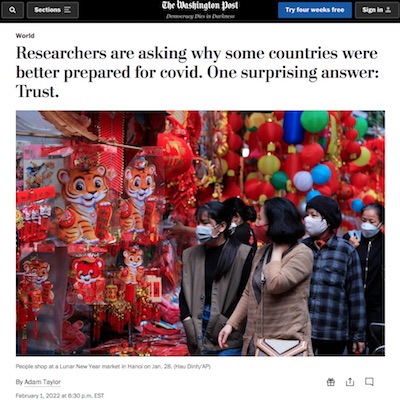 Sections
The Washington Post
Democracy Dies in Darkness
Try four weeks free
Sign in
World
Researchers are asking why some countries were
better prepared for covid. One surprising answer:
Trust.
People shop at a Lunar New Year market in Hanoi on Jan. 28. (Hau Dinh/AP)
By Adam Taylor
February 1, 2022 at 6:30 p.m. EST